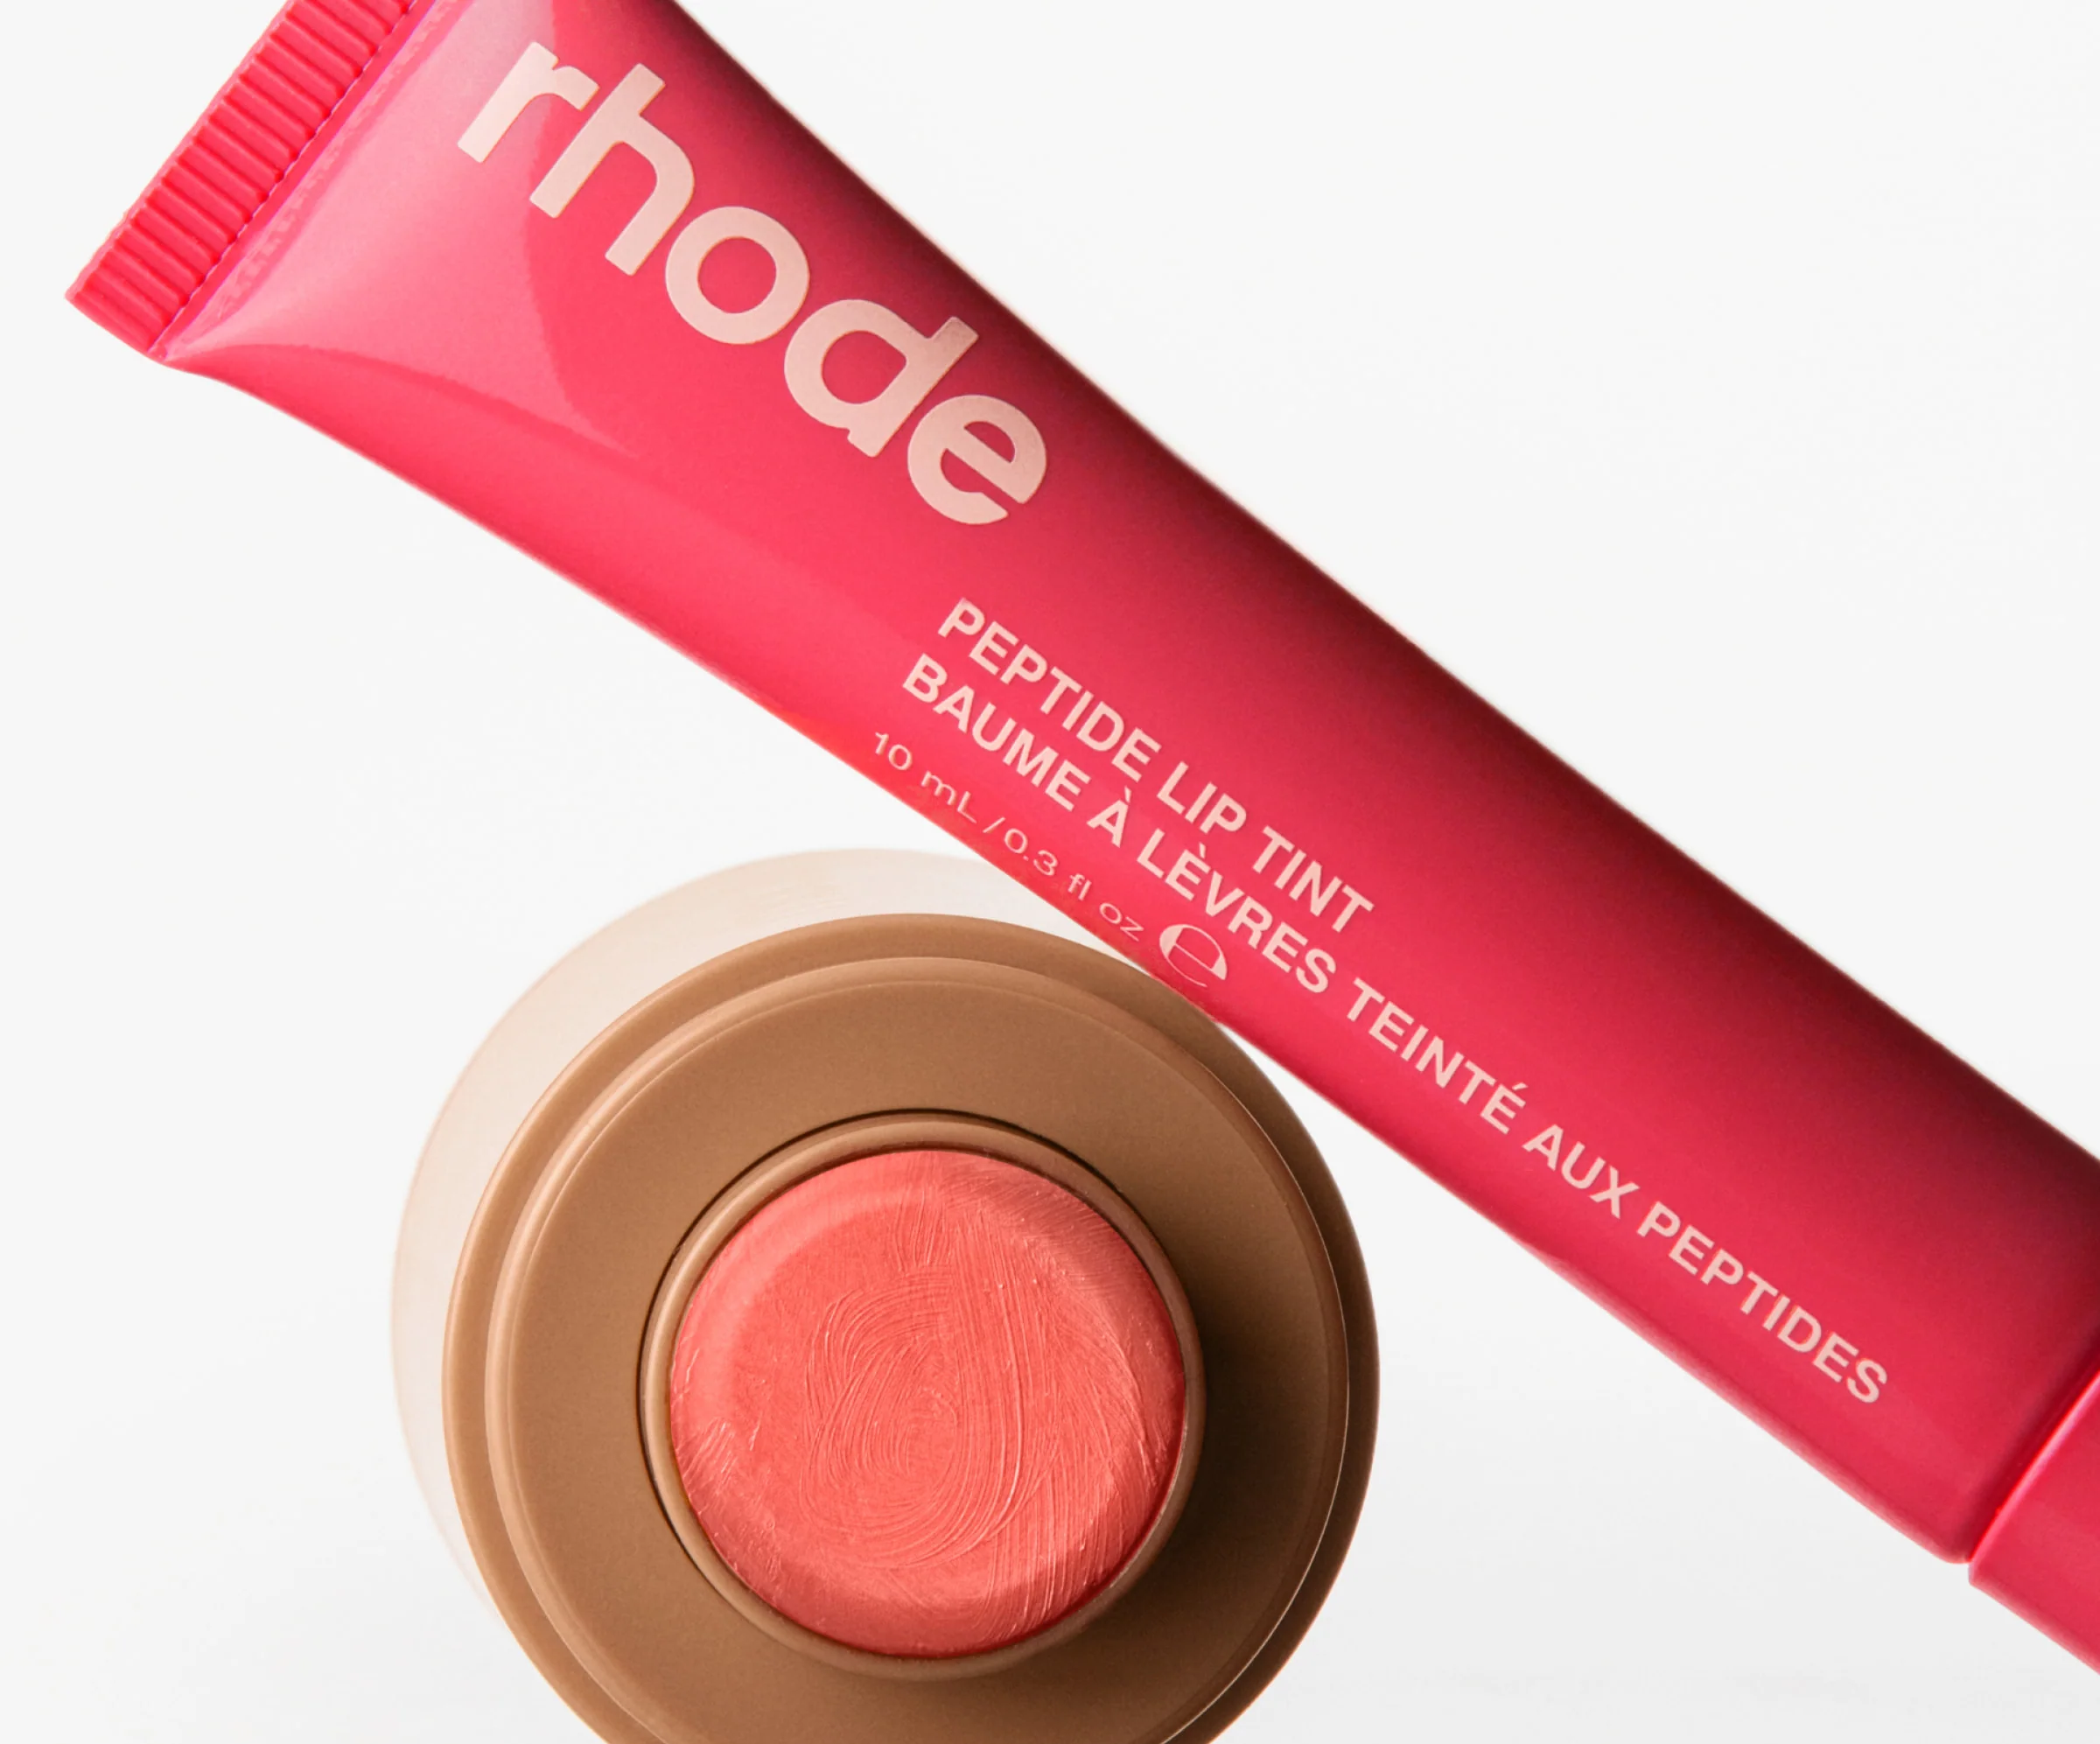 rhode
PEPTIDE LIP TINT
BAUME À LÈVRES TEINTÉ AUX PEPTIDES
10 mL / 0.3 fl oz ℮